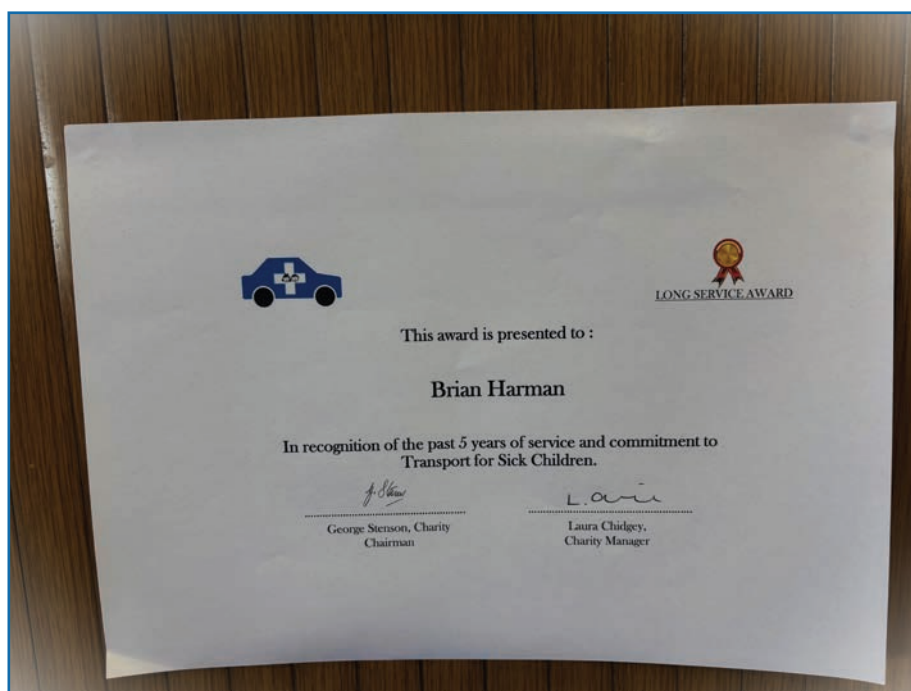 LONG SERVICE AWARD
This award is presented to :
Brian Harman
In recognition of the past 5 years of service and commitment to
Transport for Sick Children.
George Stenson, Charity
Chairman
Laura Chidgey,
Charity Manager